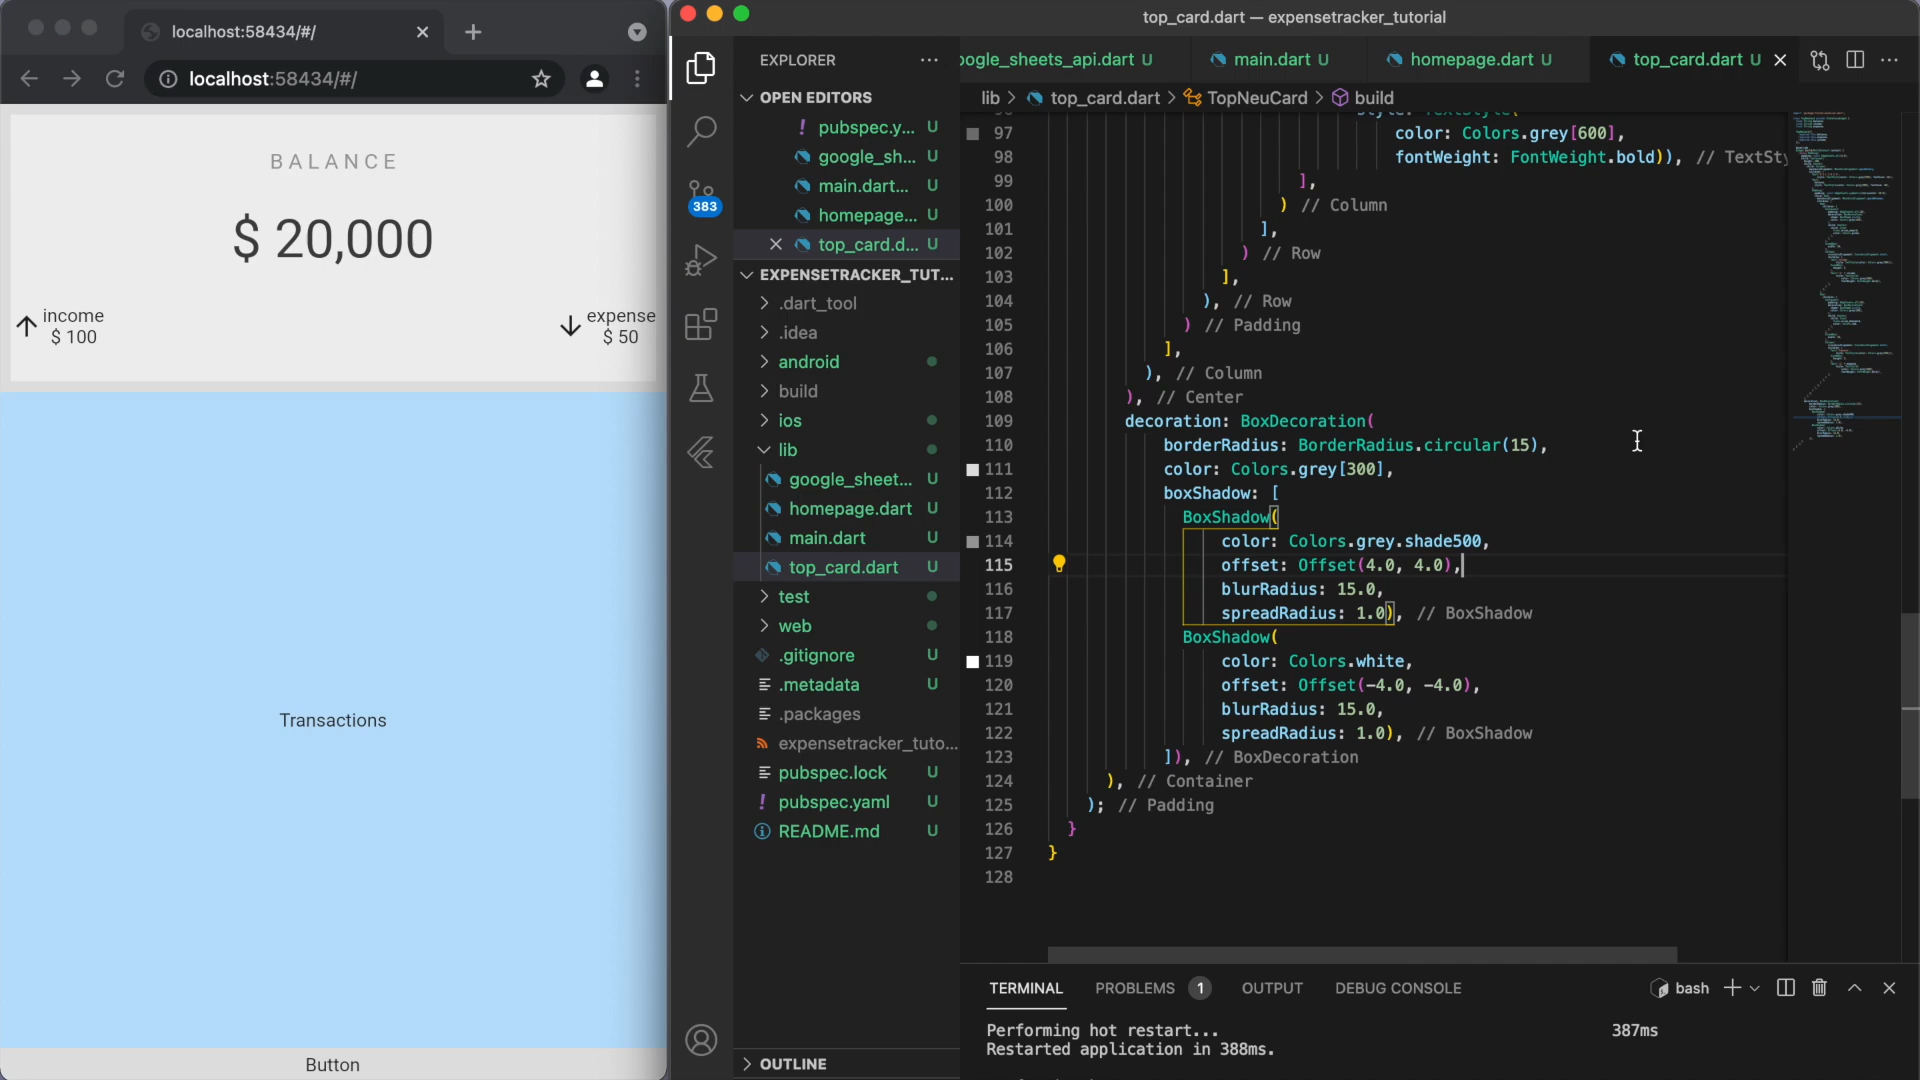 localhost:58434/#/
localhost:58434/#/
BALANCE
$ 20,000
income
$ 100
expense
$ 50
Transactions
Button
top_card.dart — expensetracker_tutorial
EXPLORER
oogle_sheets_api.dart U
main.dart U
homepage.dart U
top_card.dart U
lib > top_card.dart > TopNeuCard > build
OPEN EDITORS
pubspec.y... U
google_sh... U
main.dart... U
homepage... U
top_card.d... U
383
EXPENSETRACKER_TUT...
.dart_tool
.idea
android
build
ios
lib
google_sheet... U
homepage.dart U
main.dart U
top_card.dart U
test
web
.gitignore U
.metadata U
.packages
expensetracker_tuto...
pubspec.lock U
pubspec.yaml U
README.md U
OUTLINE
style: TextStyle(
97 color: Colors.grey[600],
98 fontWeight: FontWeight.bold)), // TextSty
99 ],
100 ) // Column
101 ],
102 ) // Row
103 ],
104 ), // Row
105 ) // Padding
106 ],
107 ), // Column
108 ), // Center
109 decoration: BoxDecoration(
110 borderRadius: BorderRadius.circular(15),
111 color: Colors.grey[300],
112 boxShadow: [
113 BoxShadow(
114 color: Colors.grey.shade500,
115 offset: Offset(4.0, 4.0),
116 blurRadius: 15.0,
117 spreadRadius: 1.0), // BoxShadow
118 BoxShadow(
119 color: Colors.white,
120 offset: Offset(-4.0, -4.0),
121 blurRadius: 15.0,
122 spreadRadius: 1.0), // BoxShadow
123 ]), // BoxDecoration
124 ), // Container
125 ); // Padding
126 }
127 }
128
TERMINAL PROBLEMS 1 OUTPUT DEBUG CONSOLE bash
Performing hot restart... 387ms
Restarted application in 388ms.